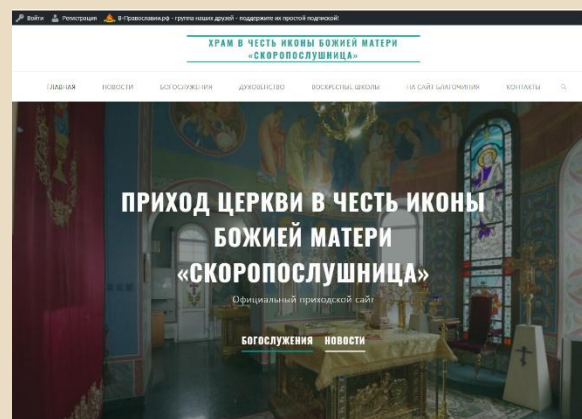 Войти Регистрация В-Православии.рф - группа наших друзей - поддержите их простой подпиской!
ХРАМ В ЧЕСТЬ ИКОНЫ БОЖИЕЙ МАТЕРИ
«СКОРОПОСЛУШНИЦА»
ГЛАВНАЯ НОВОСТИ БОГОСЛУЖЕНИЯ ДУХОВЕНСТВО ВОСКРЕСНЫЕ ШКОЛЫ НА САЙТ БЛАГОЧИНИЯ КОНТАКТЫ
ПРИХОД ЦЕРКВИ В ЧЕСТЬ ИКОНЫ
БОЖИЕЙ МАТЕРИ
«СКОРОПОСЛУШНИЦА»
Официальный приходской сайт
БОГОСЛУЖЕНИЯ НОВОСТИ